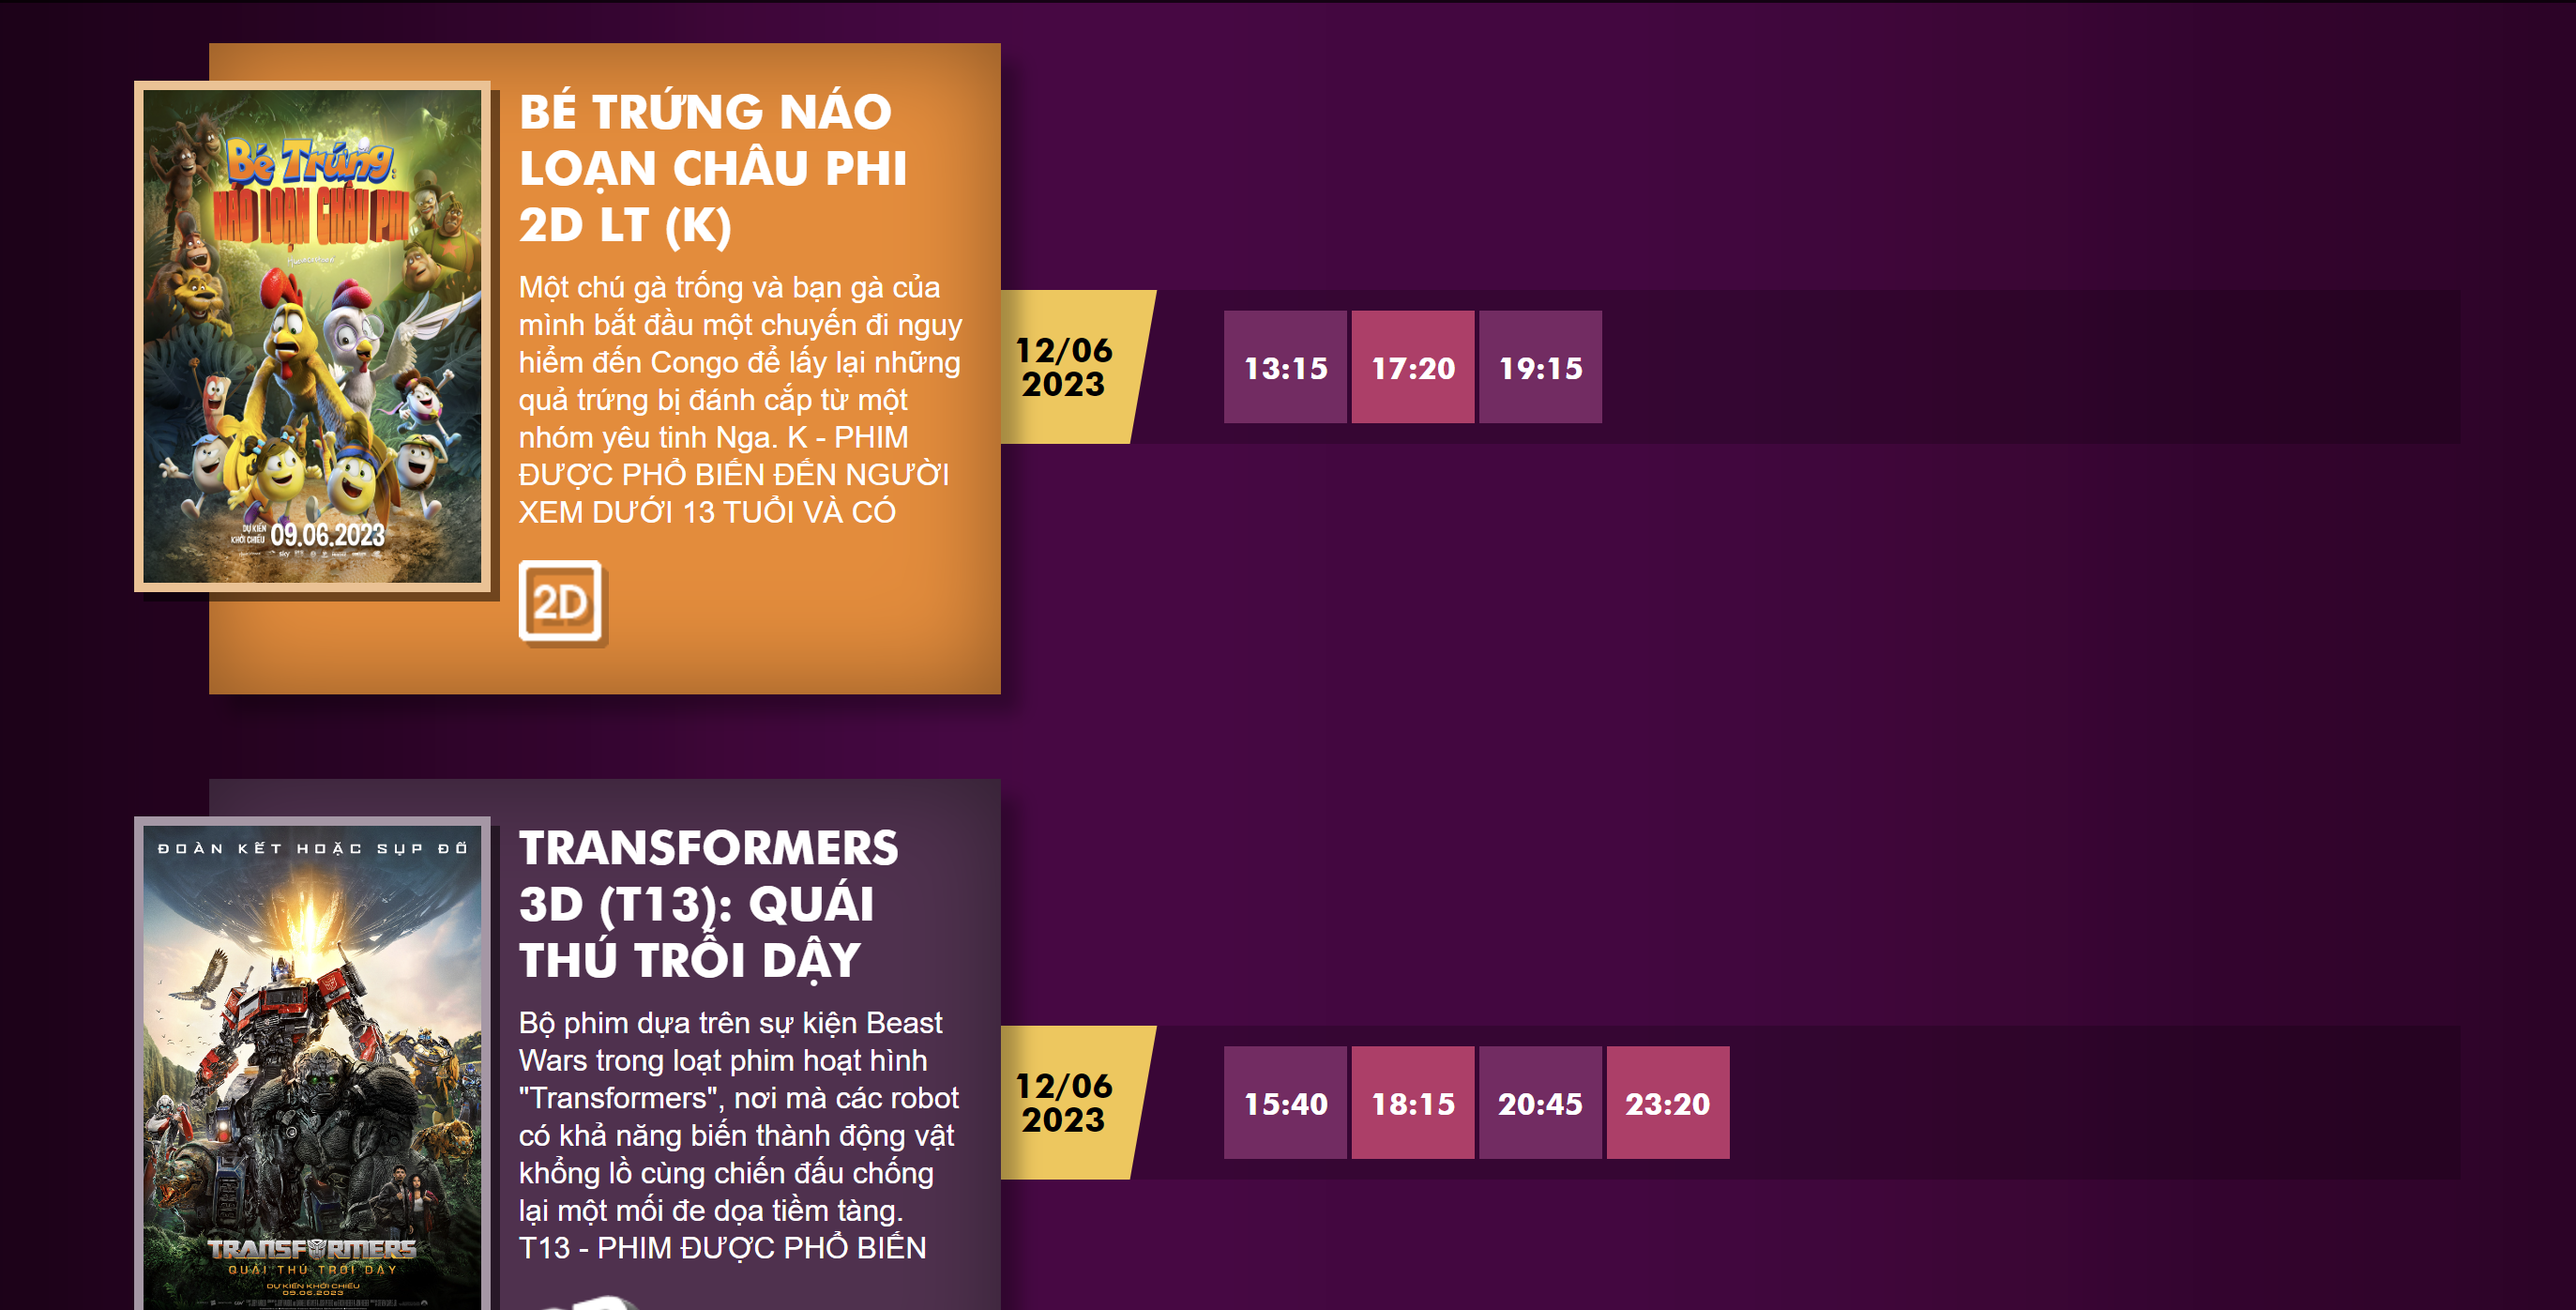 Bé Trứng:
NÁO LOẠN CHÂU PHI
DỰ KIẾN
KHỞI CHIẾU 09.06.2023
sky
BÉ TRỨNG NÁO
LOẠN CHÂU PHI
2D LT (K)
Một chú gà trống và bạn gà của
mình bắt đầu một chuyến đi nguy
hiểm đến Congo để lấy lại những
quả trứng bị đánh cắp từ một
nhóm yêu tinh Nga. K - PHIM
ĐƯỢC PHỔ BIẾN ĐẾN NGƯỜI
XEM DƯỚI 13 TUỔI VÀ CÓ
2D
12/06
2023
13:15 17:20 19:15
ĐOÀN KẾT HOẶC SỤP ĐỔ
TRANSFORMERS
QUÁI THÚ TRỖI DẬY
DỰ KIẾN KHỞI CHIẾU
09.06.2023
TRANSFORMERS
3D (T13): QUÁI
THÚ TRỖI DẬY
Bộ phim dựa trên sự kiện Beast
Wars trong loạt phim hoạt hình
"Transformers", nơi mà các robot
có khả năng biến thành động vật
khổng lồ cùng chiến đấu chống
lại một mối đe dọa tiềm tàng.
T13 - PHIM ĐƯỢC PHỔ BIẾN
12/06
2023
15:40 18:15 20:45 23:20